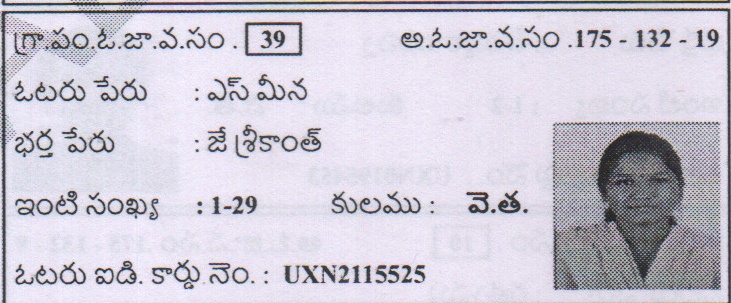 గ్రా.పం.ఓ.జా.వ.సం . 39 అ.ఓ.జా.వ.సం .175 - 132 - 19
ఓటరు పేరు : ఎస్ మీన
భర్త పేరు : జే శ్రీకాంత్
ఇంటి సంఖ్య : 1-29 కులము : వె.త.
ఓటరు ఐడి. కార్డు నెం. : UXN2115525